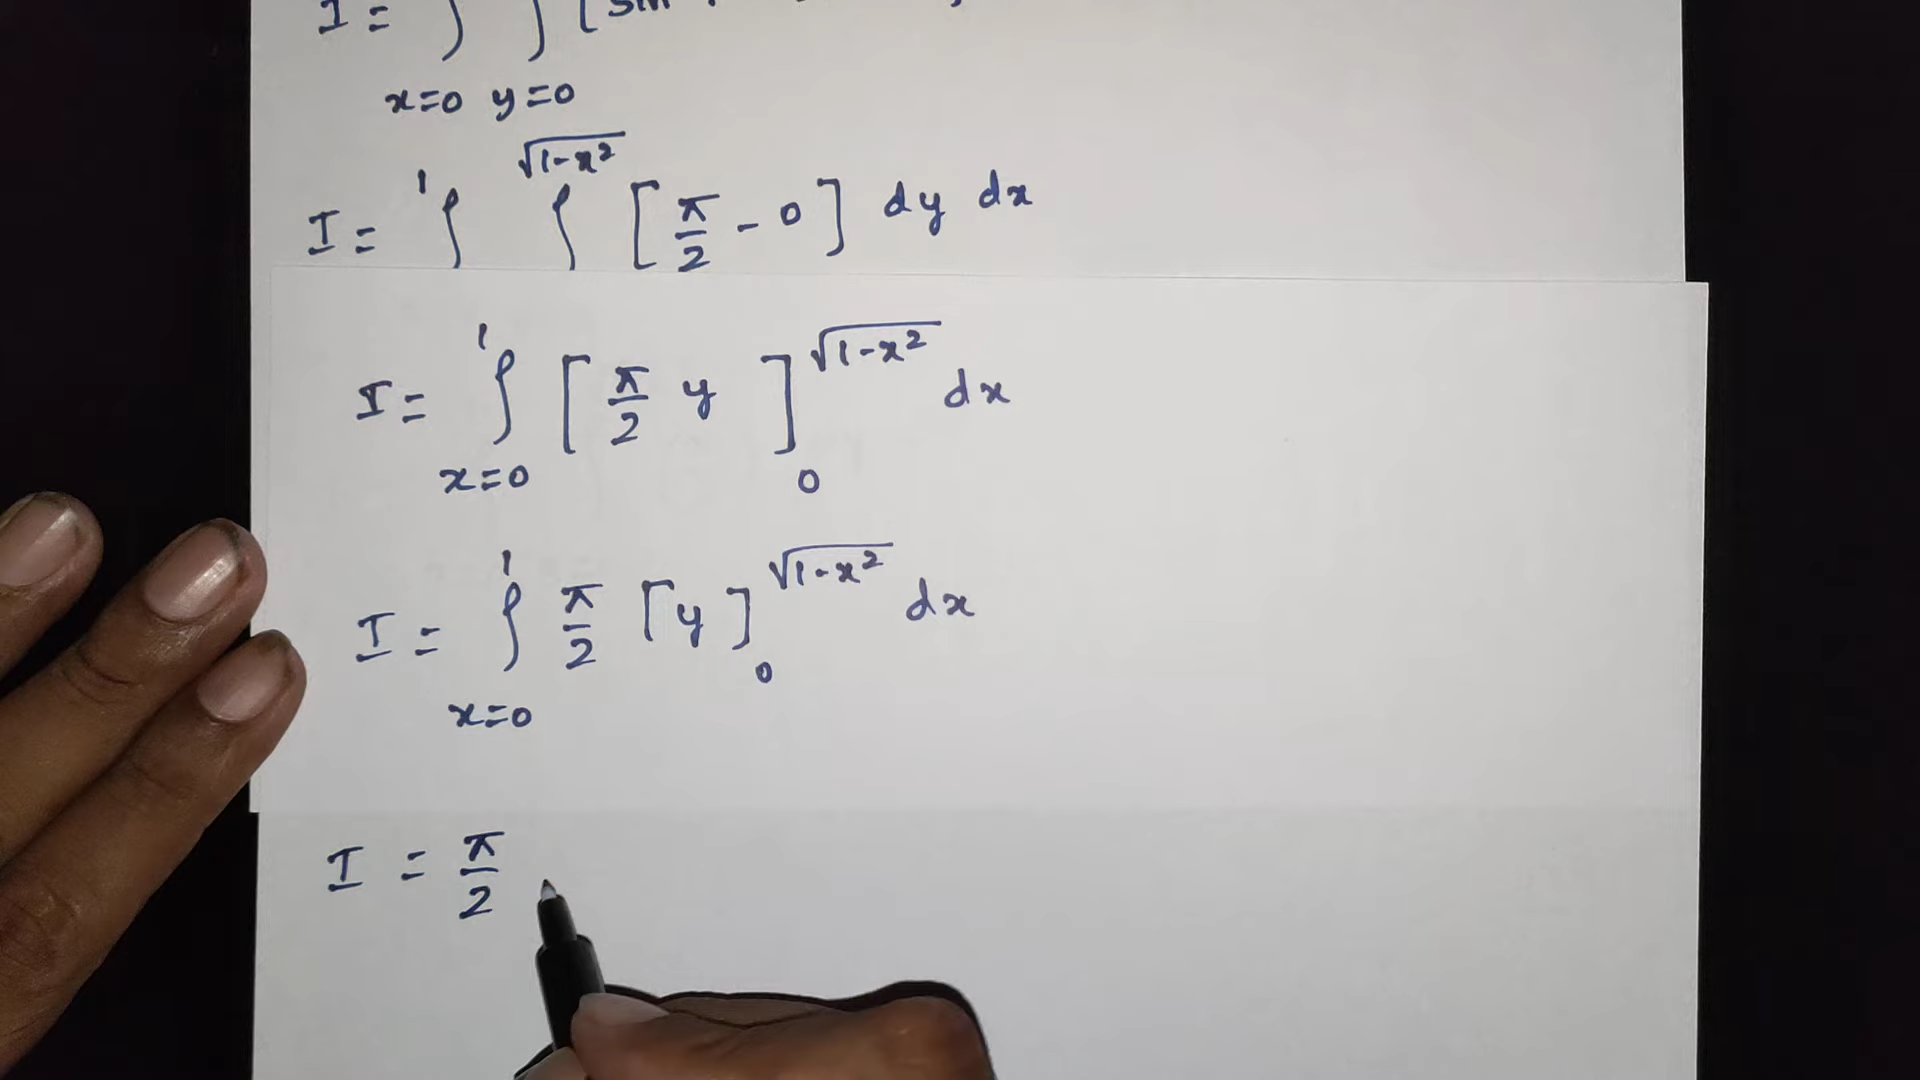 I = ∫ ∫ [sin
x=0 y=0
I = ∫¹ ∫^√(1-x²) [π/2 - 0] dy dx
I = ∫¹ [π/2 y]₀^√(1-x²) dx
x=0
I = ∫¹ π/2 [y]₀^√(1-x²) dx
x=0
I = π/2